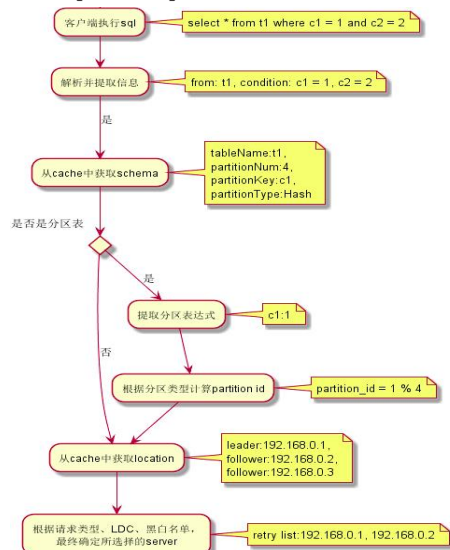 客户端执行sql
select * from t1 where c1 = 1 and c2 = 2
解析并提取信息
from: t1, condition: c1 = 1, c2 = 2
是
从cache中获取schema
tableName:t1,
partitionNum:4,
partitionKey:c1,
partitionType:Hash
是否是分区表
是
提取分区表达式
c1:1
否
根据分区类型计算partition id
partition_id = 1 % 4
从cache中获取location
leader:192.168.0.1,
follower:192.168.0.2,
follower:192.168.0.3
根据请求类型、LDC、黑白名单，
最终确定所选择的server
retry list:192.168.0.1, 192.168.0.2